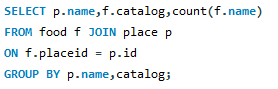 SELECT p.name,f.catalog,count(f.name)
FROM food f JOIN place p
ON f.placeid = p.id
GROUP BY p.name,catalog;